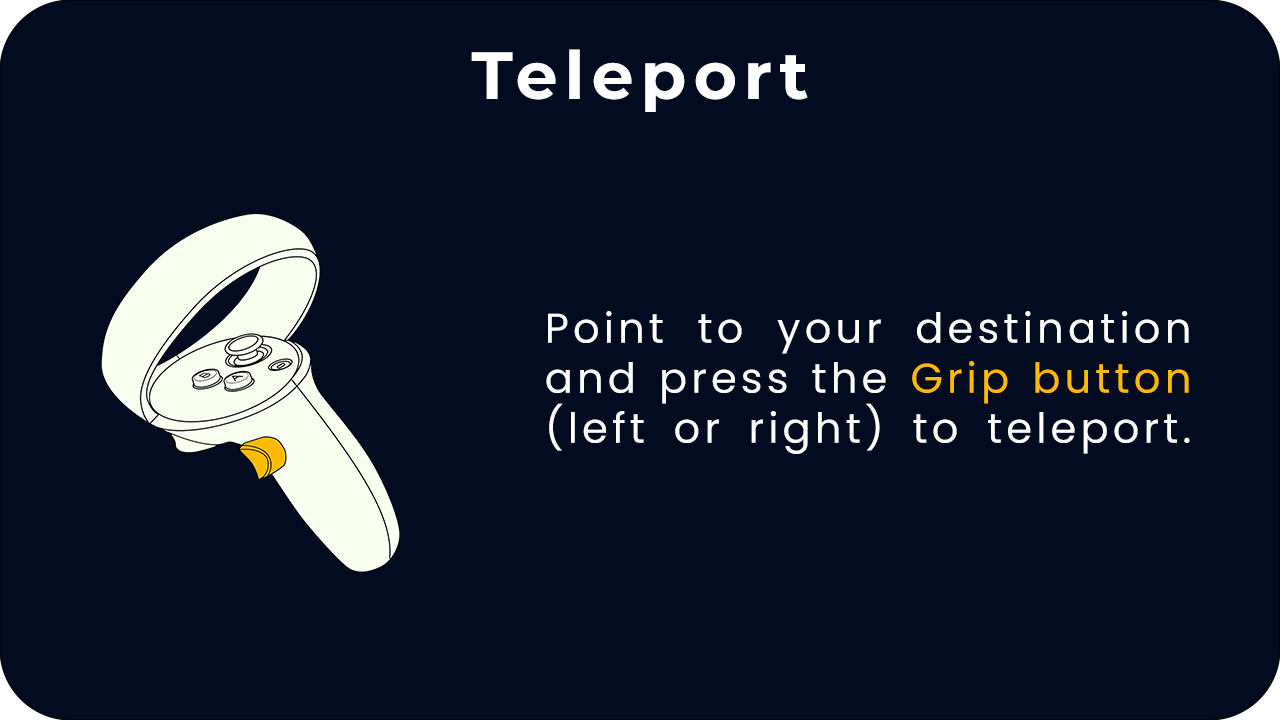 Teleport
Point to your destination
and press the Grip button
(left or right) to teleport.